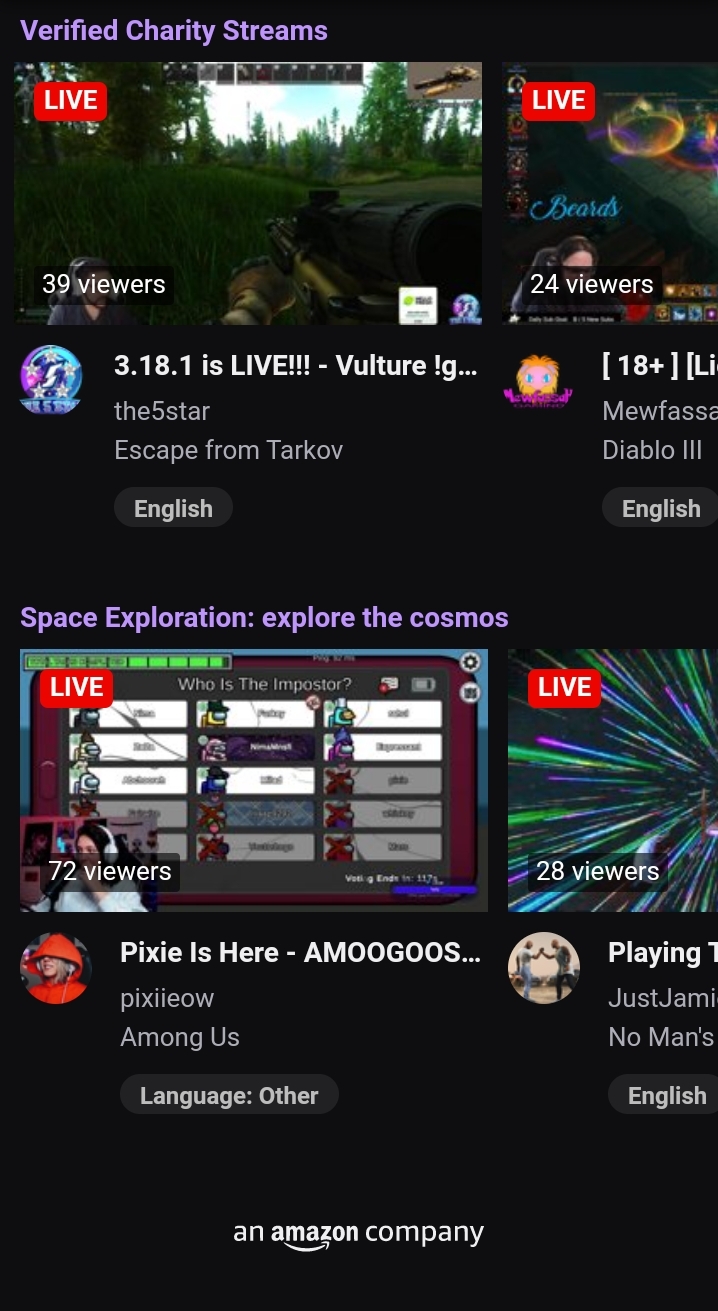 Verified Charity Streams
LIVE
39 viewers
LIVE
Beards
24 viewers
3.18.1 is LIVE!!! - Vulture !g...
the5star
Escape from Tarkov
English
[ 18+ ] [Li
Mewfassa
Diablo III
English
Space Exploration: explore the cosmos
LIVE
Who Is The Impostor?
Voting Ends In: 117s
72 viewers
LIVE
28 viewers
Pixie Is Here - AMOOGOOS...
pixiieow
Among Us
Language: Other
Playing T
JustJami
No Man's
English
an amazon company